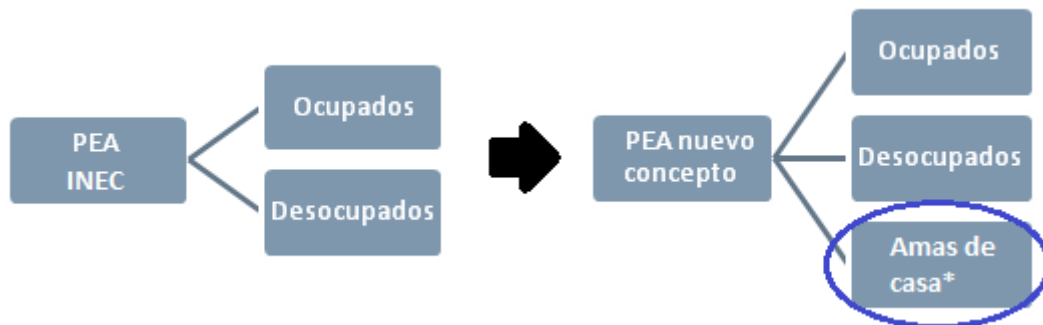 PEA
INEC
Ocupados
Desocupados
PEA nuevo
concepto
Ocupados
Desocupados
Amas de
casa*